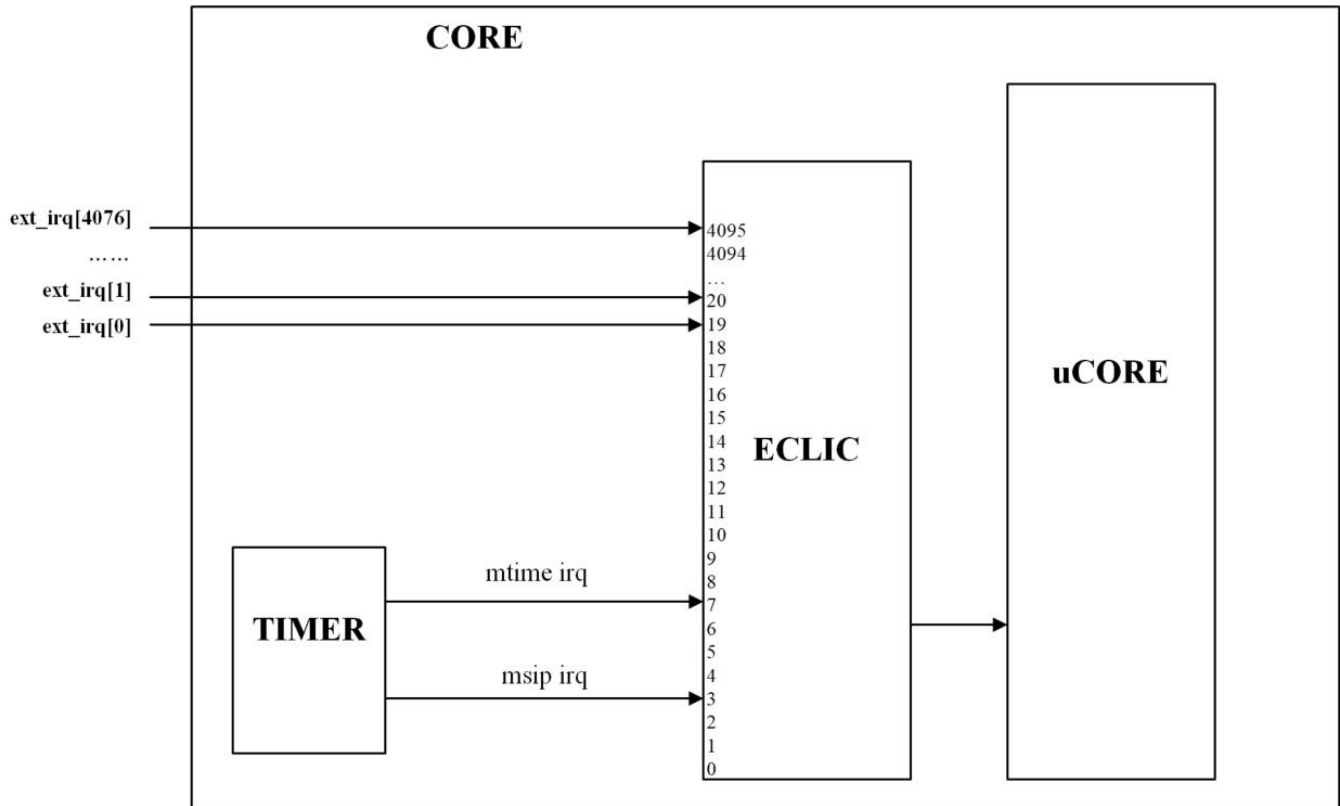 CORE
ext_irq[4076]
……
ext_irq[1]
ext_irq[0]
4095
4094
…
20
19
18
17
16
15
14
13
12
11
10
9
8
7
6
5
4
3
2
1
0
ECLIC
uCORE
TIMER
mtime irq
msip irq